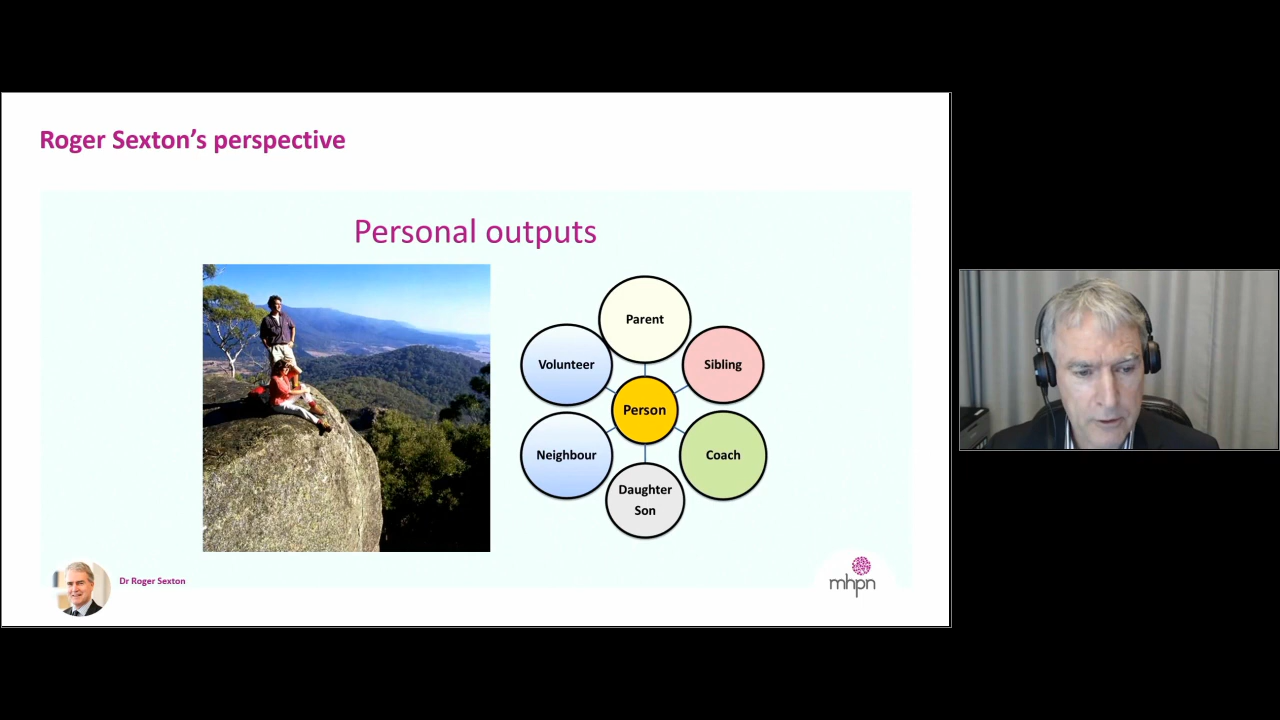 Roger Sexton’s perspective
Personal outputs
Parent
Volunteer
Sibling
Person
Neighbour
Coach
Daughter
Son
Dr Roger Sexton
mhpn